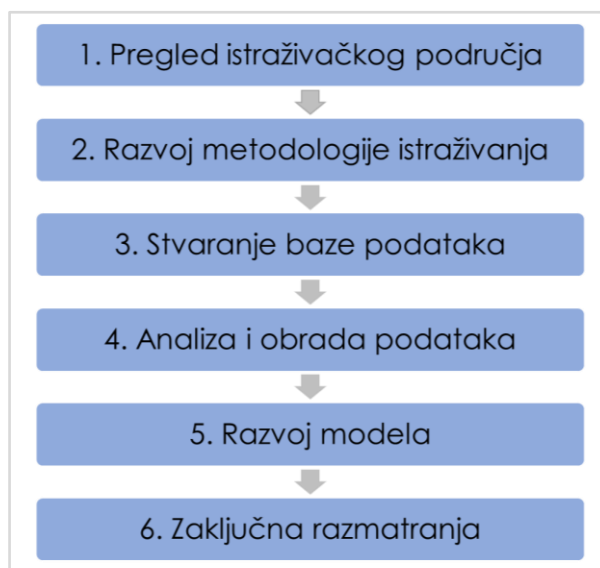 1. Pregled istraživačkog područja
2. Razvoj metodologije istraživanja
3. Stvaranje baze podataka
4. Analiza i obrada podataka
5. Razvoj modela
6. Zaključna razmatranja